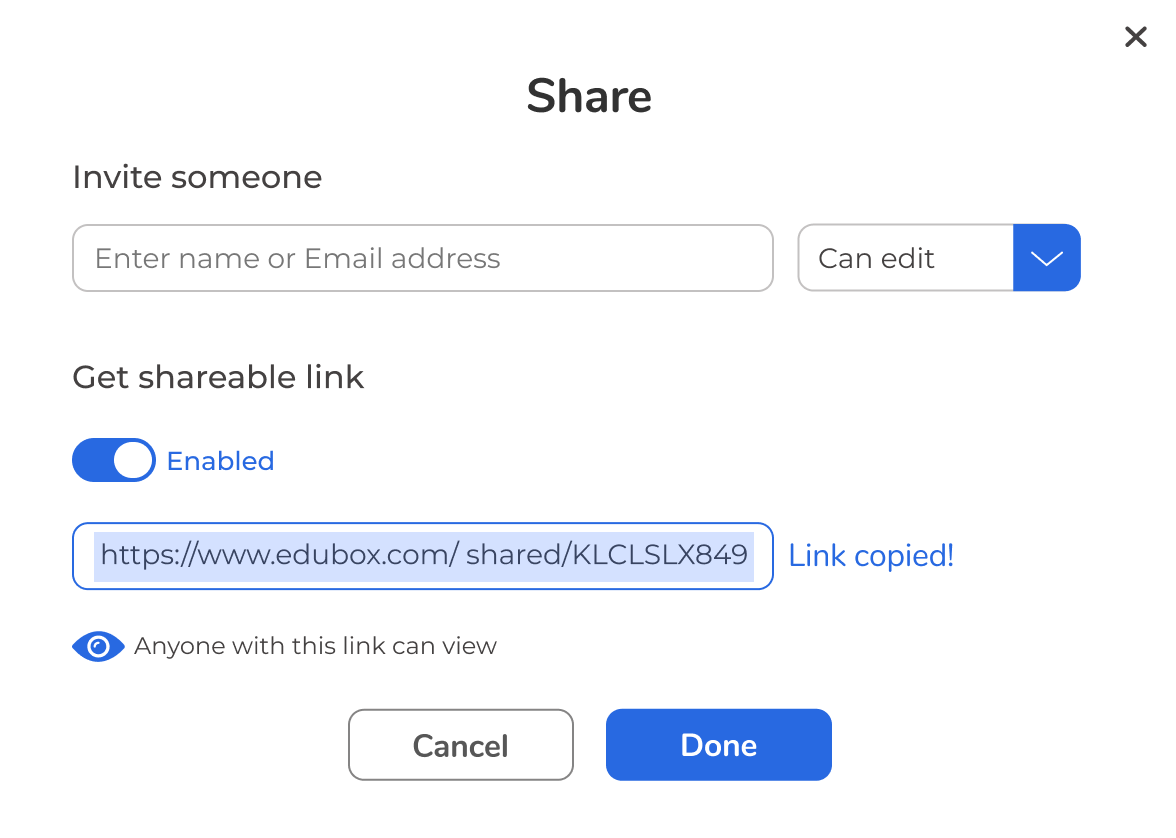 Share
Invite someone
Enter name or Email address
Can edit
Get shareable link
Enabled
https://www.edubox.com/ shared/KLCLSLX849
Link copied!
Anyone with this link can view
Cancel
Done